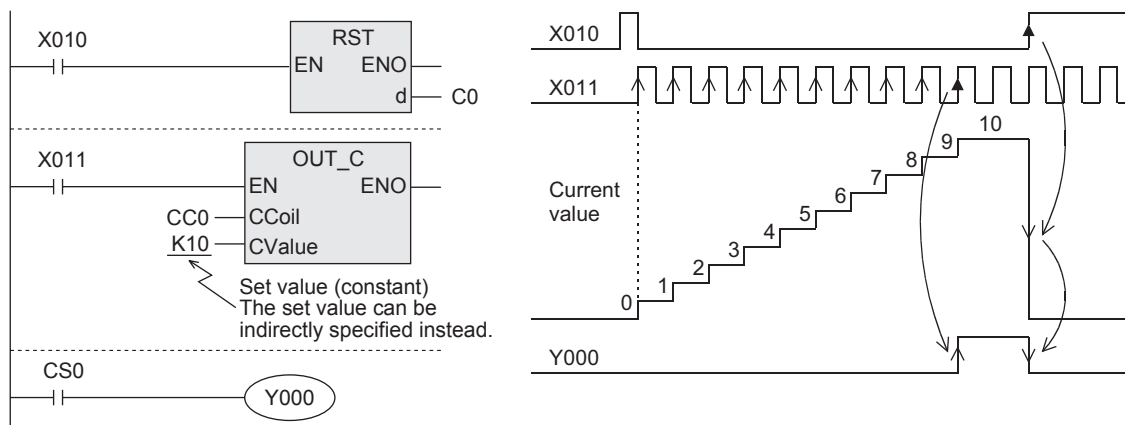 X010
RST
EN ENO
d C0
X011
OUT_C
EN ENO
CC0 CCoil
K10 CValue
Set value (constant)
The set value can be
indirectly specified instead.
CS0
Y000
X010
X011
Current
value
0
1
2
3
4
5
6
7
8
9
10
Y000